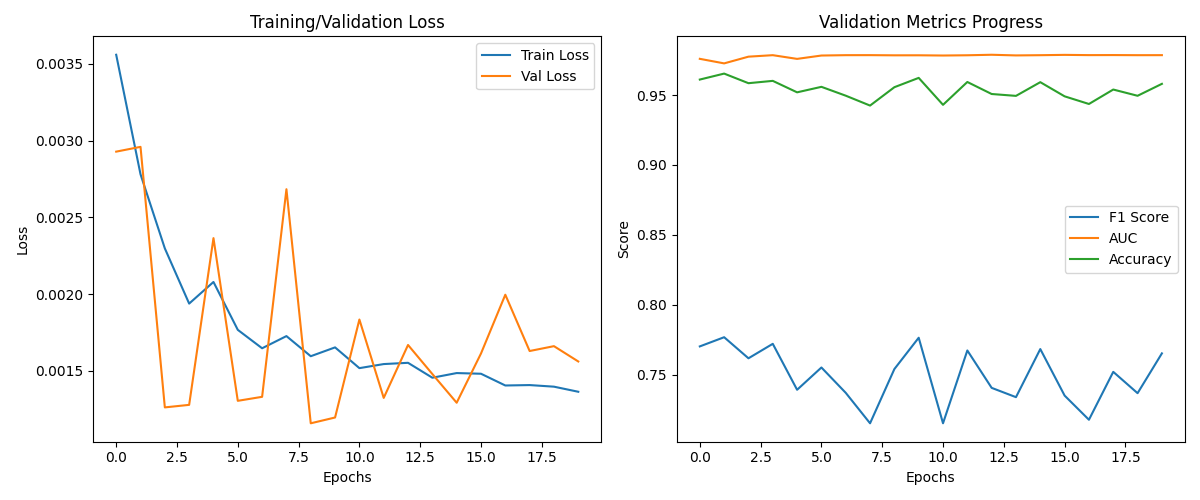 Training/Validation Loss
Train Loss
Val Loss
0.0035
0.0030
0.0025
0.0020
0.0015
Loss
0.0 2.5 5.0 7.5 10.0 12.5 15.0 17.5
Epochs
Validation Metrics Progress
0.95
0.90
0.85
0.80
0.75
Score
F1 Score
AUC
Accuracy
0.0 2.5 5.0 7.5 10.0 12.5 15.0 17.5
Epochs